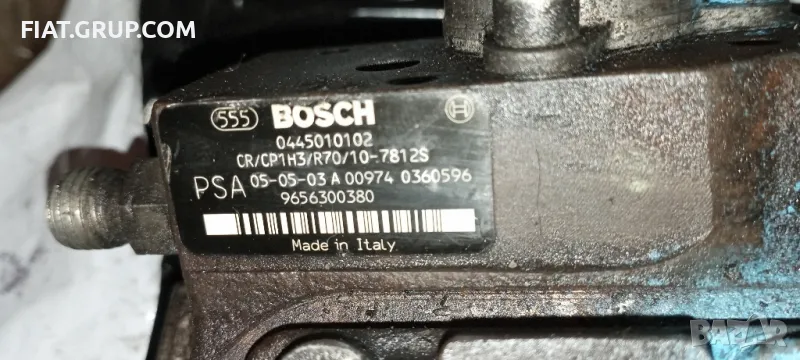 FIAT.GRUP.COM
555 BOSCH
0445010102
CR/CP1H3/R70/10-7812S
PSA 05-05-03 A 00974 0360596
9656300380
Made in Italy
BAZAR